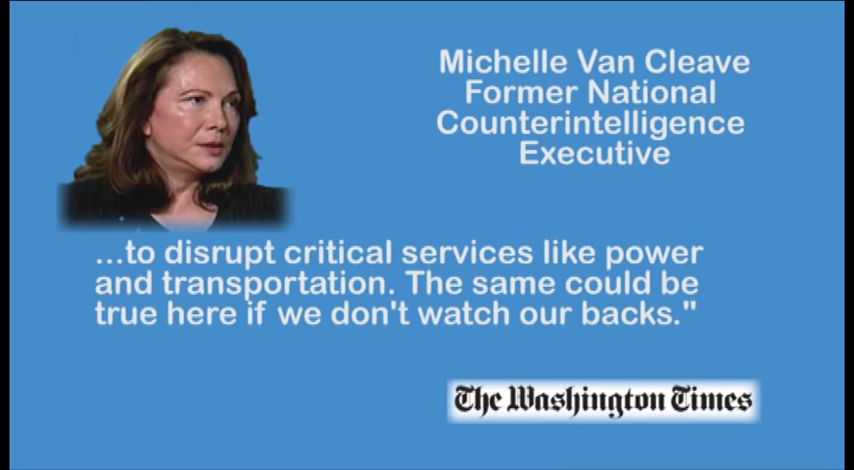 Michelle Van Cleave
Former National
Counterintelligence
Executive
...to disrupt critical services like power
and transportation. The same could be
true here if we don't watch our backs."
The Washington Times